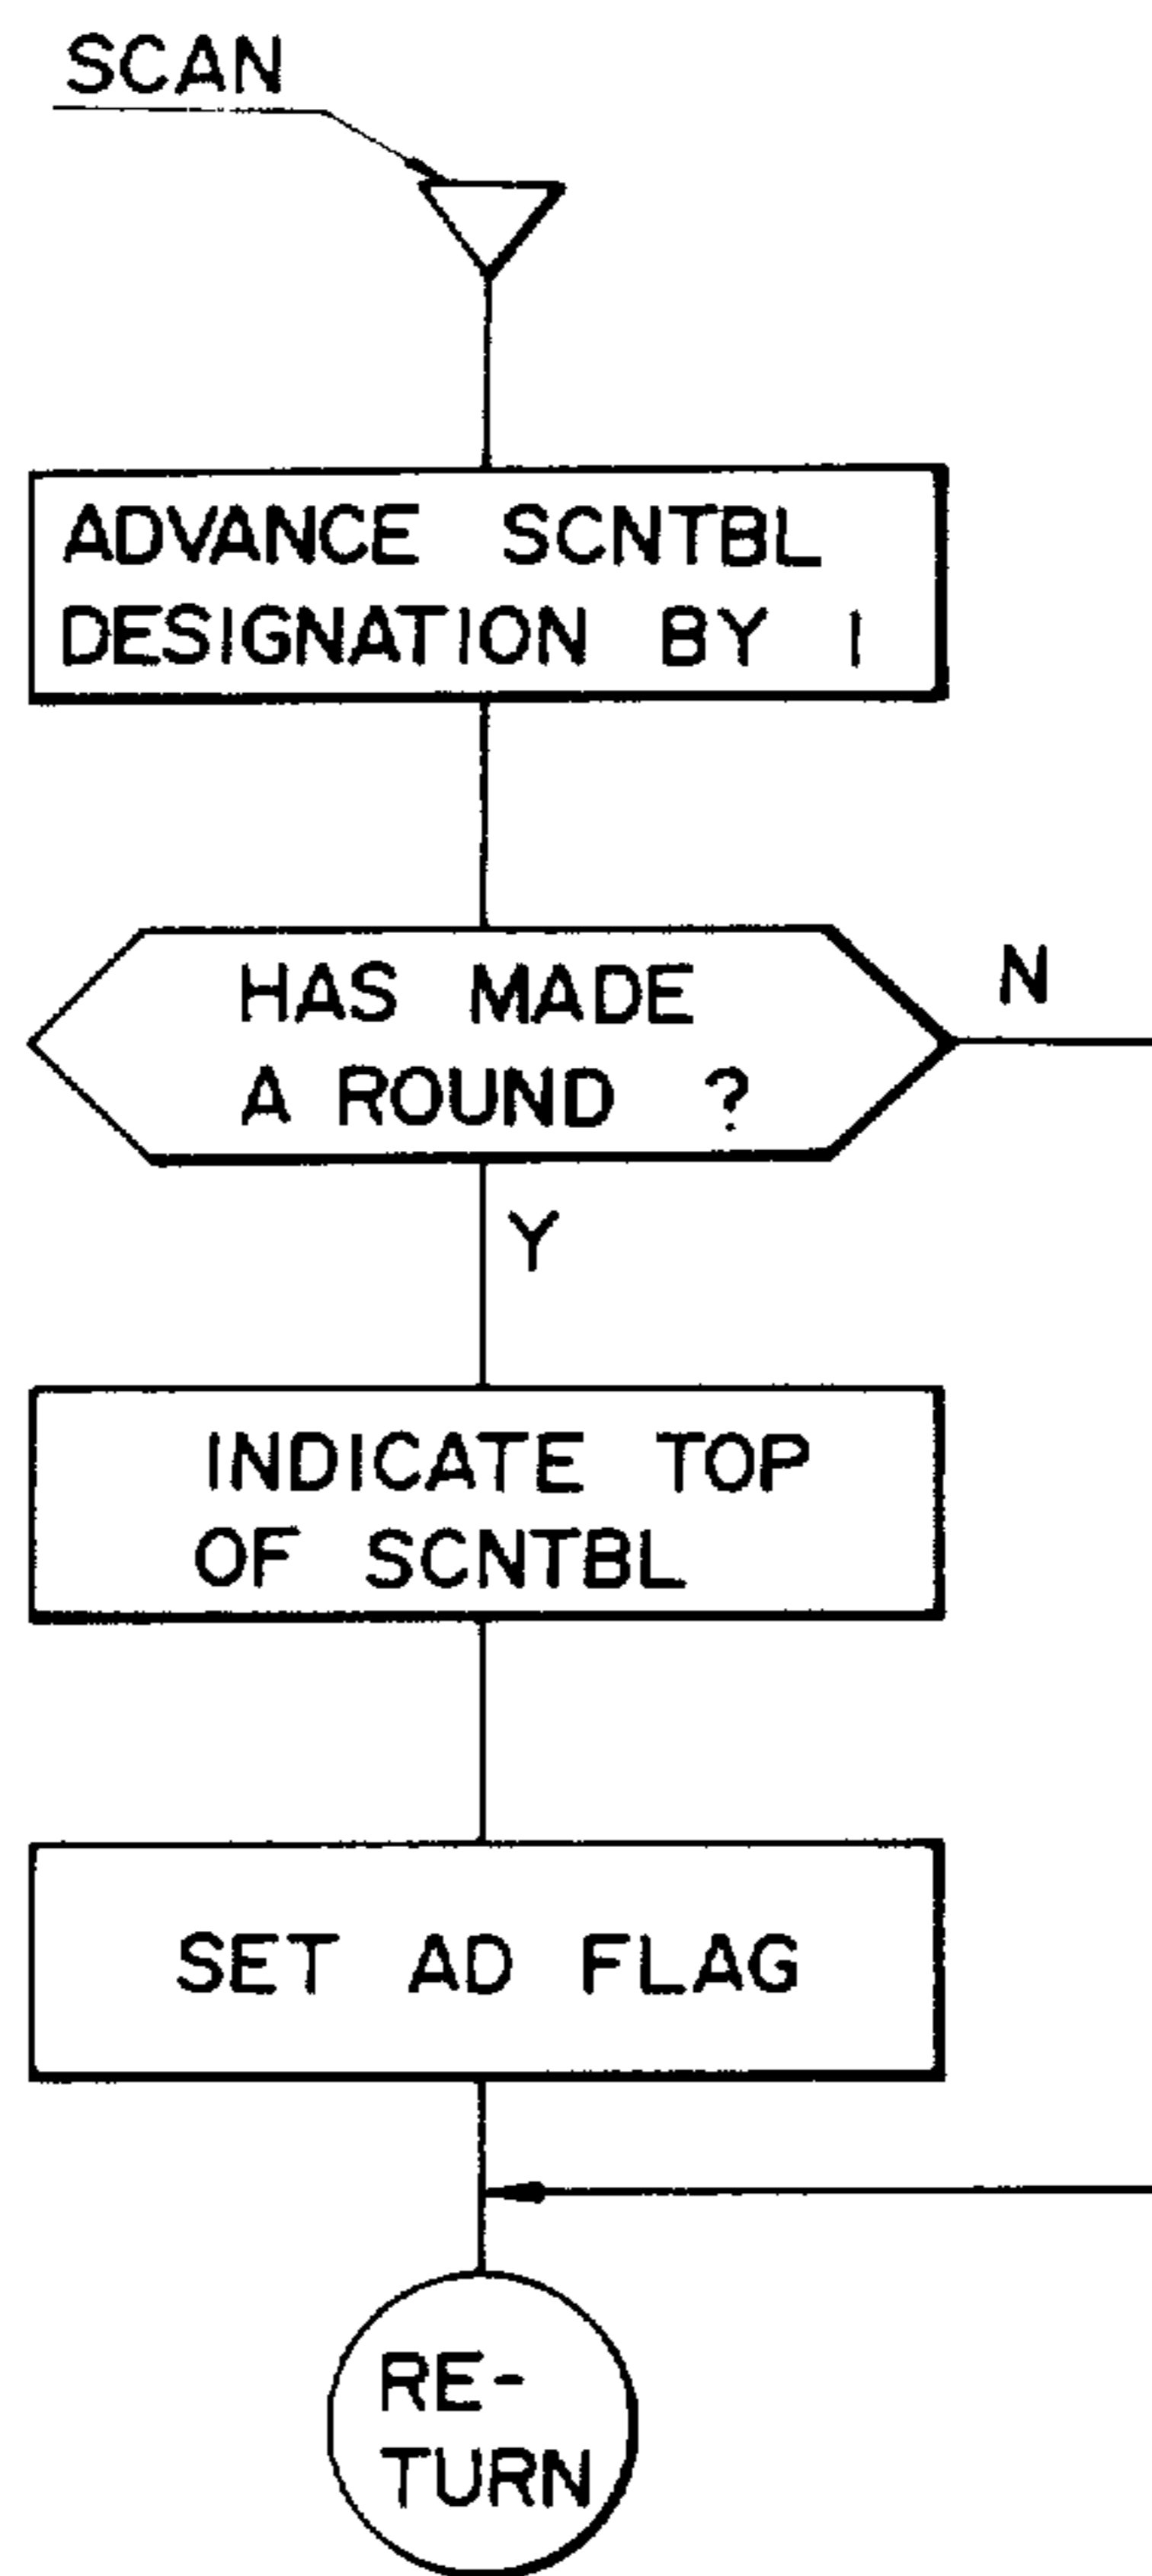 SCAN
ADVANCE SCNTBL
DESIGNATION BY 1
HAS MADE
A ROUND ?
N
Y
INDICATE TOP
OF SCNTBL
SET AD FLAG
RE-
TURN